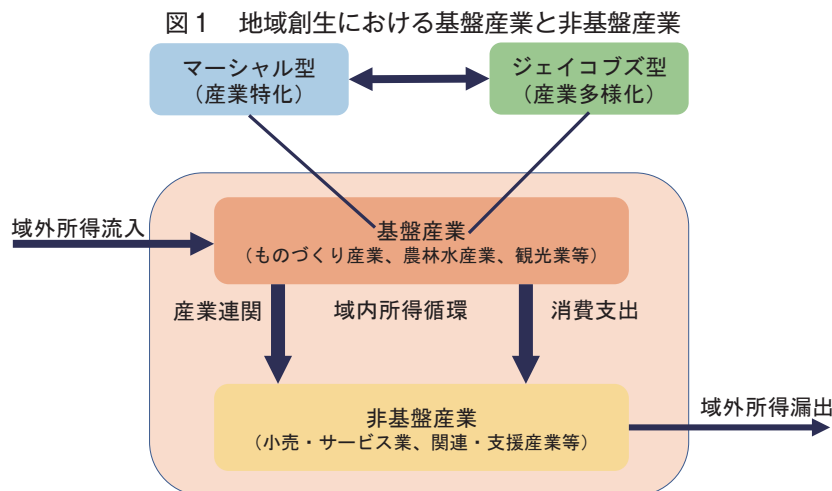 図1 地域創生における基盤産業と非基盤産業
マーシャル型
(産業特化)
ジェイコブズ型
(産業多様化)
域外所得流入
基盤産業
(ものづくり産業、農林水産業、観光業等)
産業連関
域内所得循環
消費支出
非基盤産業
(小売・サービス業、関連・支援産業等)
域外所得漏出